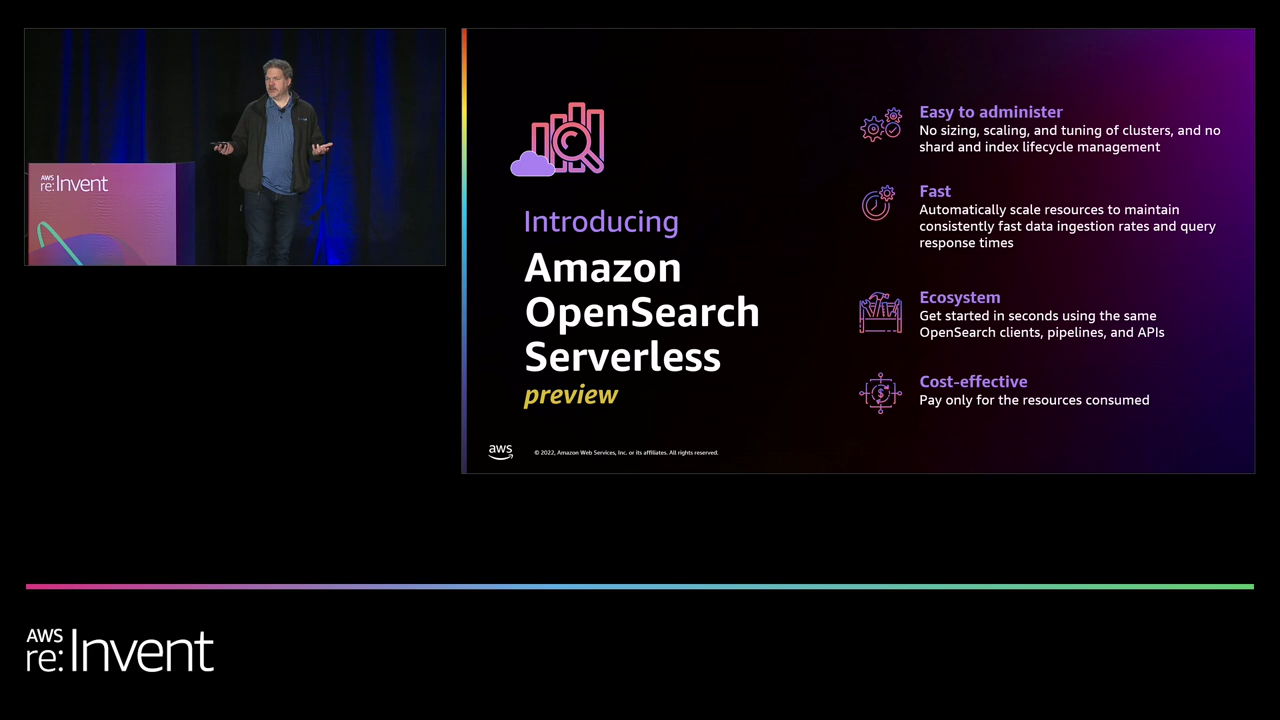 AWS
re:Invent
Introducing
Amazon
OpenSearch
Serverless
preview
Easy to administer
No sizing, scaling, and tuning of clusters, and no
shard and index lifecycle management
Fast
Automatically scale resources to maintain
consistently fast data ingestion rates and query
response times
Ecosystem
Get started in seconds using the same
OpenSearch clients, pipelines, and APIs
Cost-effective
Pay only for the resources consumed
aws
© 2022, Amazon Web Services, Inc. or its affiliates. All rights reserved.
AWS
re:Invent